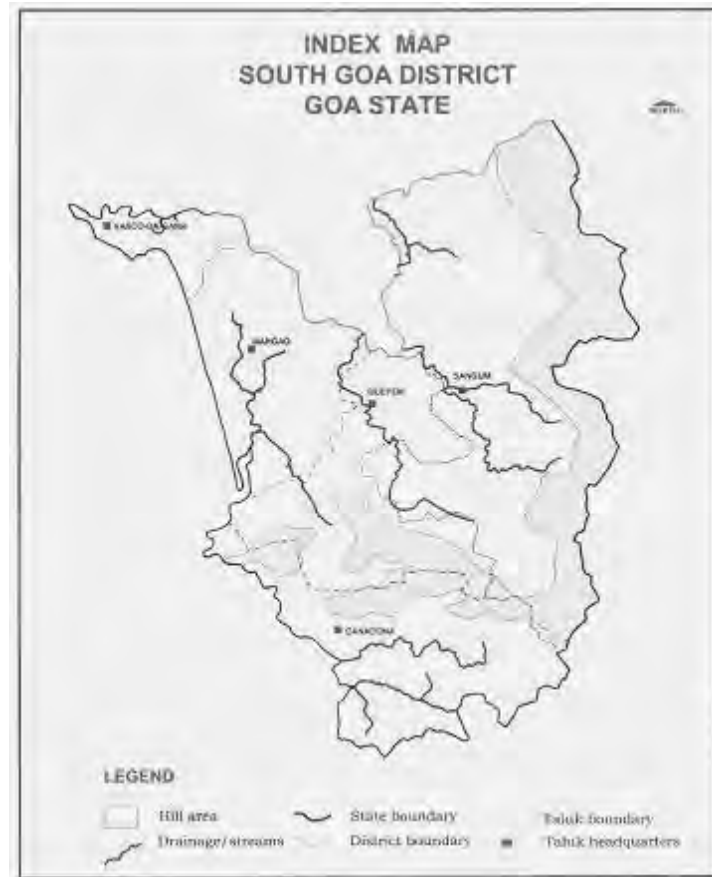 INDEX MAP
SOUTH GOA DISTRICT
GOA STATE
NORTH
MARGAO
SANGUM
QUEPEM
CANACONA
LEGEND
Hill area
State boundary
Taluk boundary
Drainage/streams
District boundary
Taluk headquarters